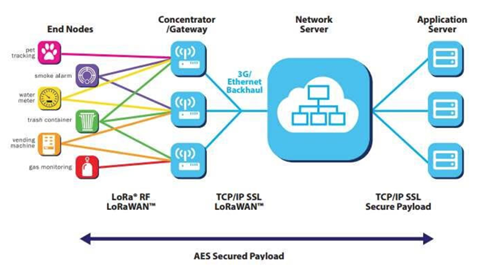 End Nodes
Concentrator
/Gateway
Network
Server
Application
Server
pet
tracking
smoke alarm
water
meter
trash container
vending
machine
gas monitoring
3G/
Ethernet
Backhaul
LoRa® RF
LoRaWAN™
TCP/IP SSL
LoRaWAN™
TCP/IP SSL
Secure Payload
AES Secured Payload